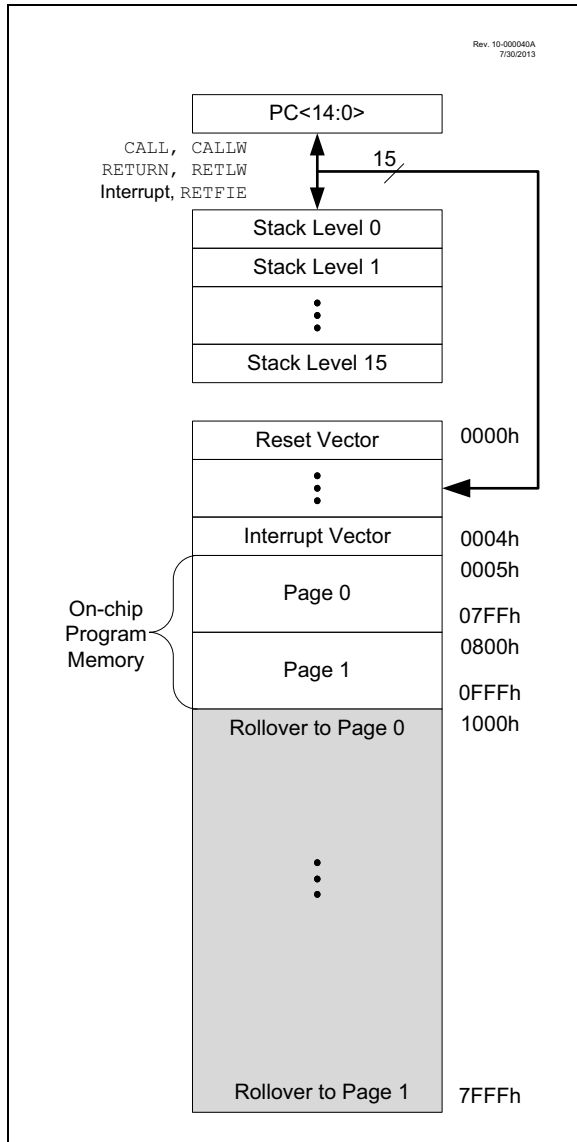 Rev. 10-000040A
7/30/2013
PC<14:0>
CALL, CALLW
RETURN, RETLW
Interrupt, RETFIE
15
Stack Level 0
Stack Level 1
Stack Level 15
Reset Vector
0000h
Interrupt Vector
0004h
0005h
Page 0
On-chip
Program
Memory
07FFh
0800h
Page 1
0FFFh
Rollover to Page 0
1000h
Rollover to Page 1
7FFFh